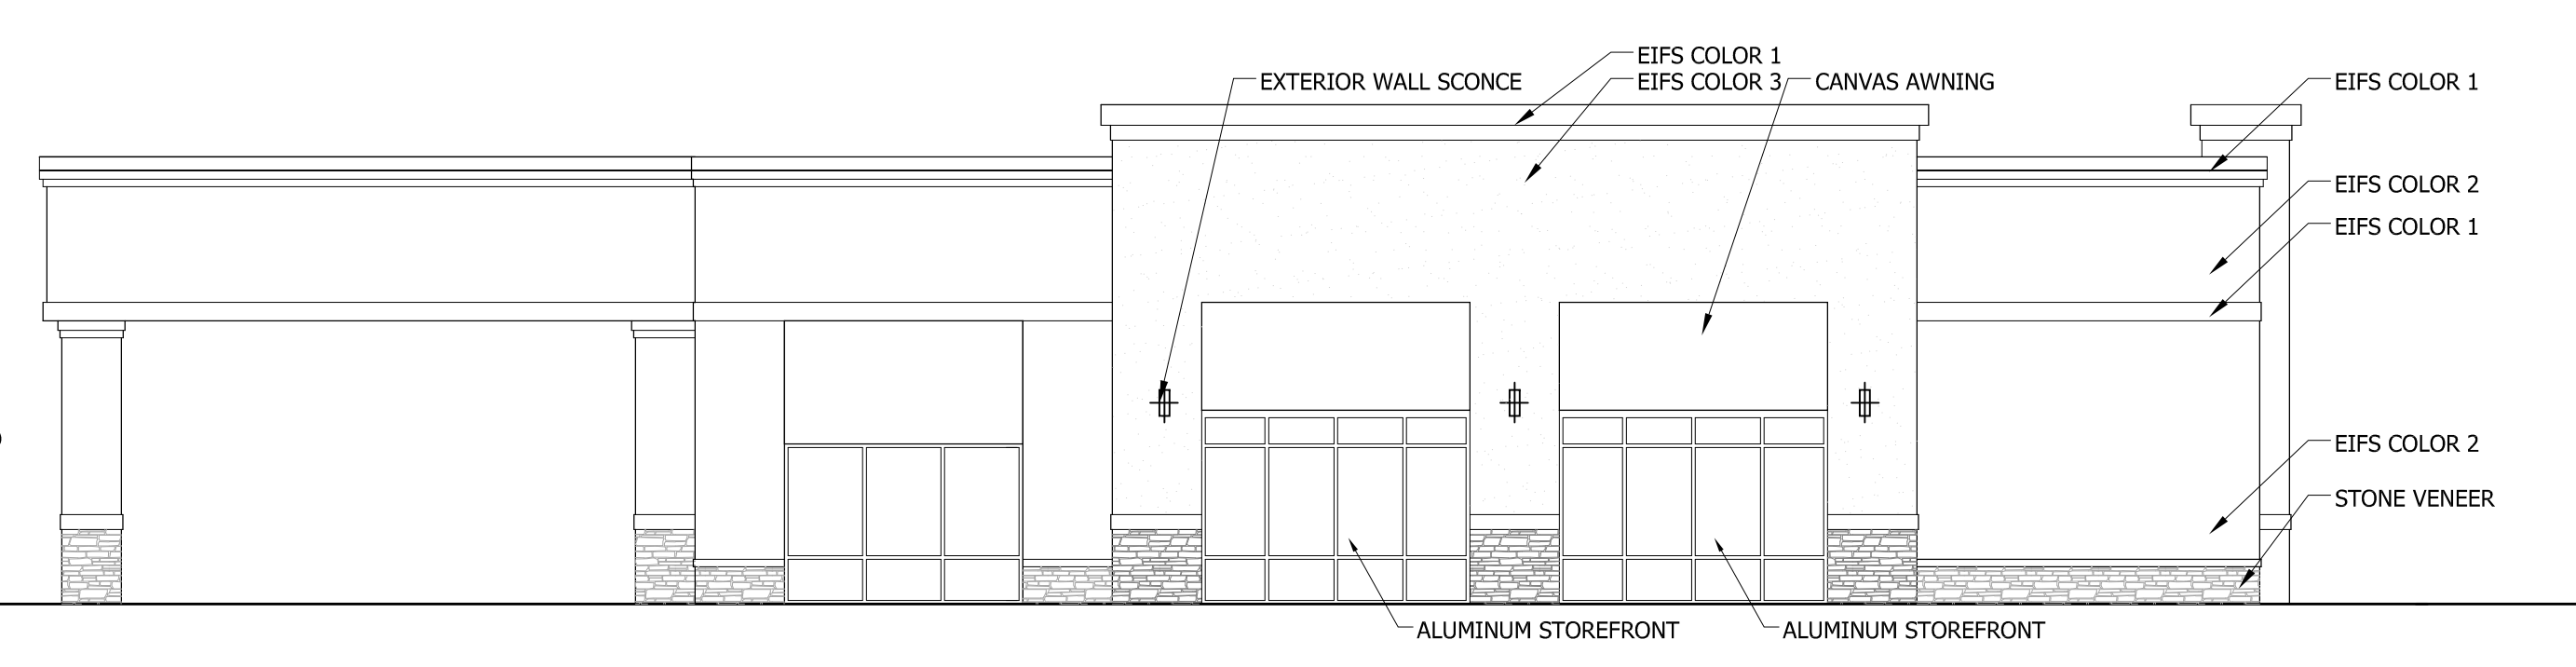 EIFS COLOR 1
EXTERIOR WALL SCONCE
EIFS COLOR 3
CANVAS AWNING
EIFS COLOR 1
EIFS COLOR 2
EIFS COLOR 1
EIFS COLOR 2
STONE VENEER
ALUMINUM STOREFRONT
ALUMINUM STOREFRONT